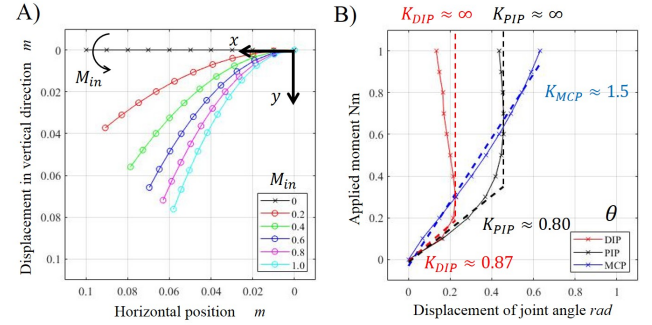 A)
Displacement in vertical direction m
0
0.02
0.04
0.06
0.08
0.1
M_in
x
y
M_in
0
0.2
0.4
0.6
0.8
1.0
0.1
0.08
0.06
0.04
0.02
0
Horizontal position m
B)
K_DIP ≈ ∞
K_PIP ≈ ∞
Applied moment Nm
1
0.8
0.6
0.4
0.2
0
K_MCP ≈ 1.5
K_PIP ≈ 0.80
K_DIP ≈ 0.87
θ
DIP
PIP
MCP
0
0.2
0.4
0.6
0.8
1
Displacement of joint angle rad